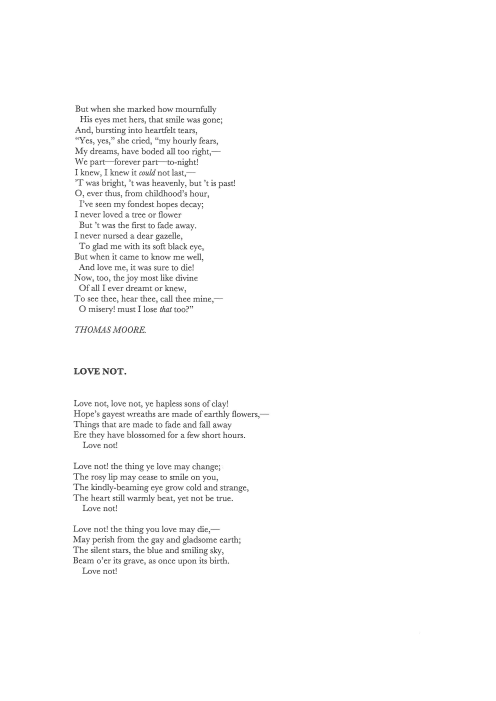 But when she marked how mournfully
His eyes met hers, that smile was gone;
And, bursting into heartfelt tears,
“Yes, yes,” she cried, “my hourly fears,
My dreams, have boded all too right,—
We part—forever part—to-night!
I knew, I knew it could not last,—
'T was bright, 't was heavenly, but 't is past!
O, ever thus, from childhood's hour,
I've seen my fondest hopes decay;
I never loved a tree or flower
But 't was the first to fade away.
I never nursed a dear gazelle,
To glad me with its soft black eye,
But when it came to know me well,
And love me, it was sure to die!
Now, too, the joy most like divine
Of all I ever dreamt or knew,
To see thee, hear thee, call thee mine,—
O misery! must I lose that too?”
THOMAS MOORE.
LOVE NOT.
Love not, love not, ye hapless sons of clay!
Hope's gayest wreaths are made of earthly flowers,—
Things that are made to fade and fall away
Ere they have blossomed for a few short hours.
Love not!
Love not! the thing ye love may change;
The rosy lip may cease to smile on you,
The kindly-beaming eye grow cold and strange,
The heart still warmly beat, yet not be true.
Love not!
Love not! the thing you love may die,—
May perish from the gay and gladsome earth;
The silent stars, the blue and smiling sky,
Beam o'er its grave, as once upon its birth.
Love not!